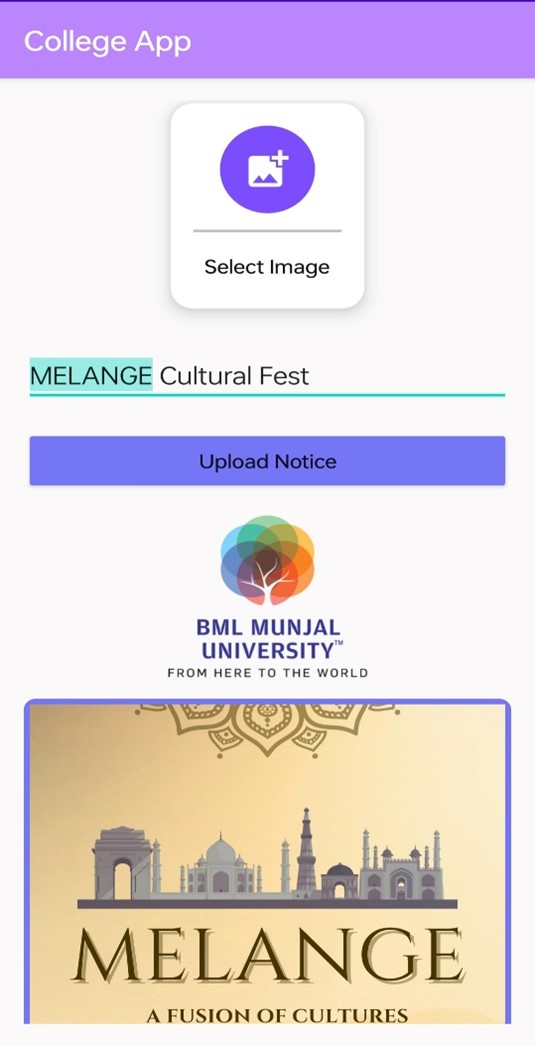 College App
Select Image
MELANGE Cultural Fest
Upload Notice
BML MUNJAL
UNIVERSITY™
FROM HERE TO THE WORLD
MELANGE
A FUSION OF CULTURES